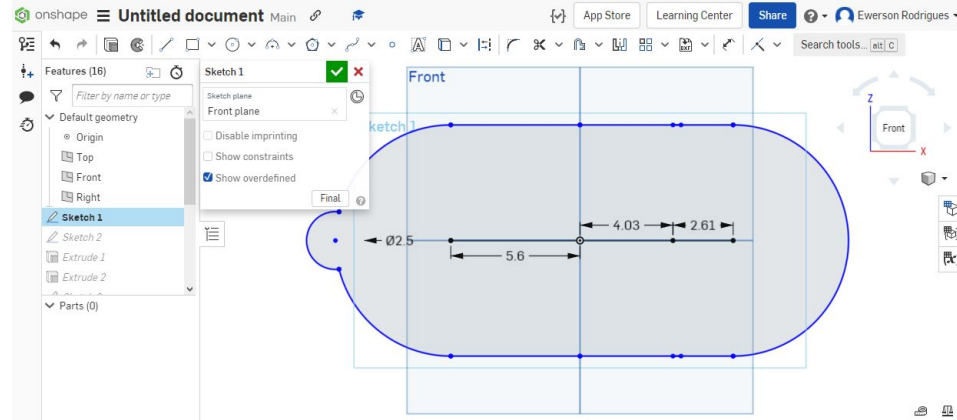 onshape Untitled document Main App Store Learning Center Share Ewerson Rodrigues
Search tools... alt C
Features (16)
Filter by name or type
Default geometry
Origin
Top
Front
Right
Sketch 1
Sketch 2
Extrude 1
Extrude 2
Parts (0)
Sketch 1
Sketch plane
Front plane
Disable imprinting
Show constraints
Show overdefined
Final
Front
ketch 1
4.03
2.61
Ø2.5
5.6
Z
Front
X